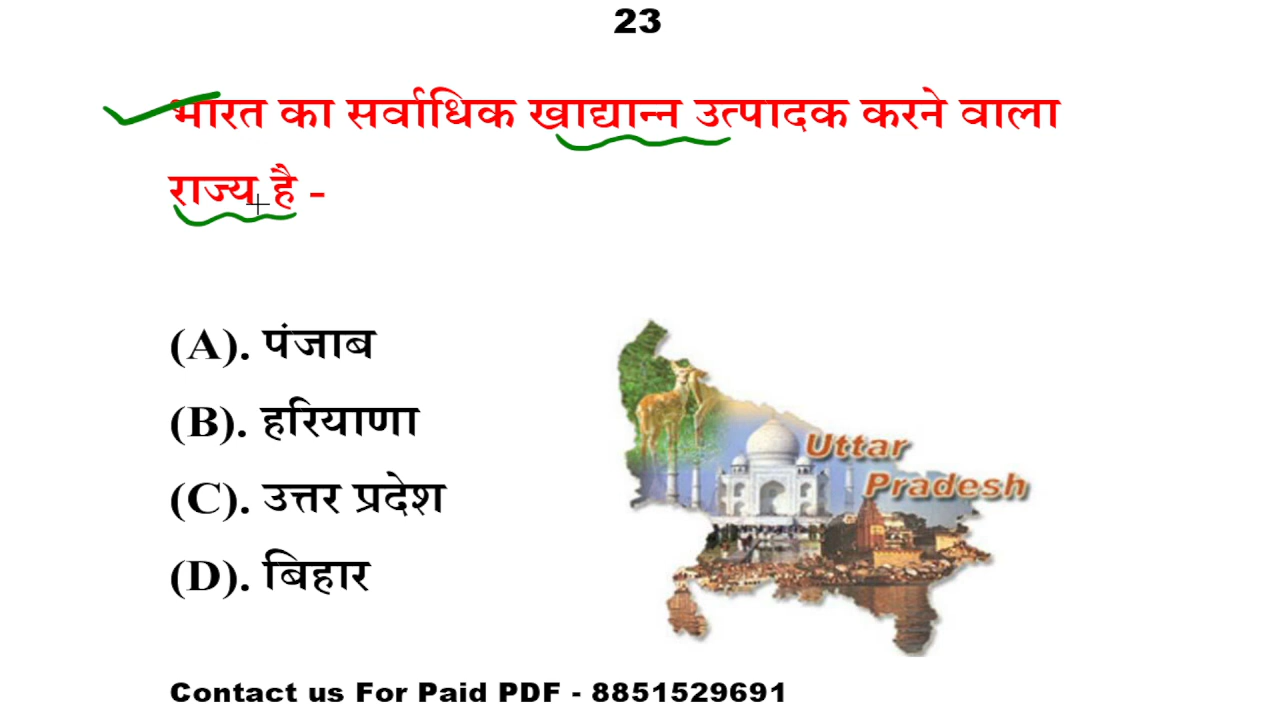 23
भारत का सर्वाधिक खाद्यान्न उत्पादक करने वाला
राज्य है -
(A). पंजाब
(B). हरियाणा
(C). उत्तर प्रदेश
(D). बिहार
Uttar
Pradesh
Contact us For Paid PDF - 8851529691